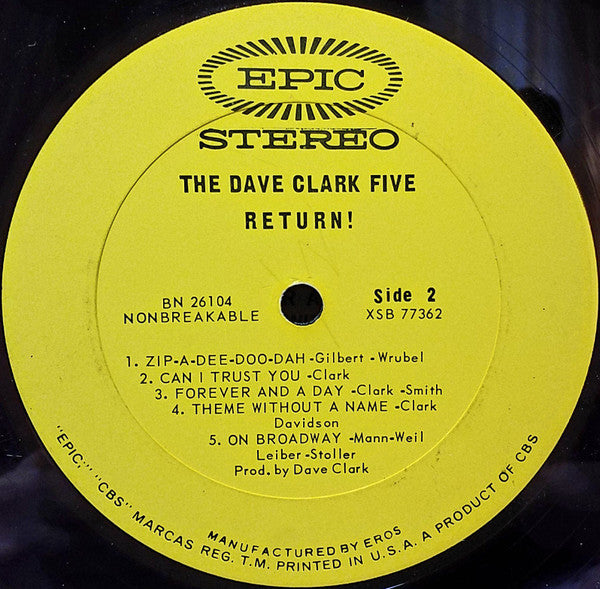 EPIC
STEREO
THE DAVE CLARK FIVE
RETURN!
BN 26104
NONBREAKABLE
Side 2
XSB 77362
1. ZIP-A-DEE-DOO-DAH -Gilbert -Wrubel
2. CAN I TRUST YOU -Clark
3. FOREVER AND A DAY -Clark -Smith
4. THEME WITHOUT A NAME -Clark
Davidson
5. ON BROADWAY -Mann-Weil
Leiber -Stoller
Prod. by Dave Clark
MANUFACTURED BY EROS
"EPIC," "CBS" MARCAS REG. T.M. PRINTED IN U.S.A. A PRODUCT OF CBS